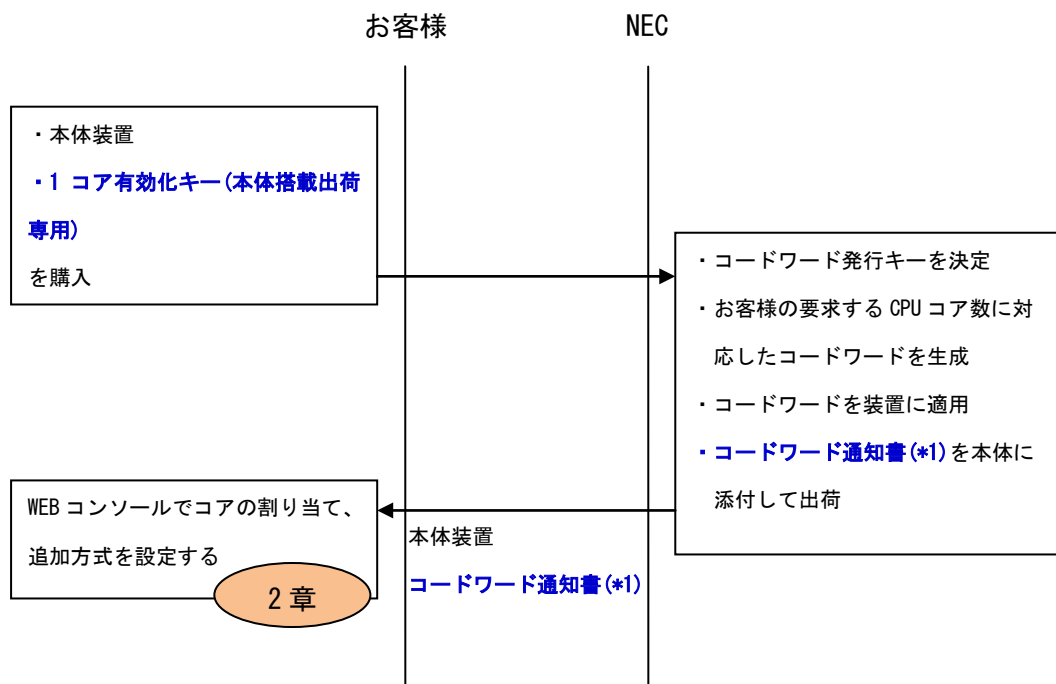 お客様
NEC
・本体装置
・1 コア有効化キー(本体搭載出荷
専用)
を購入
・コードワード発行キーを決定
・お客様の要求する CPU コア数に対
応したコードワードを生成
・コードワードを装置に適用
・コードワード通知書(*1)を本体に
添付して出荷
WEB コンソールでコアの割り当て、
追加方式を設定する
2 章
本体装置
コードワード通知書(*1)